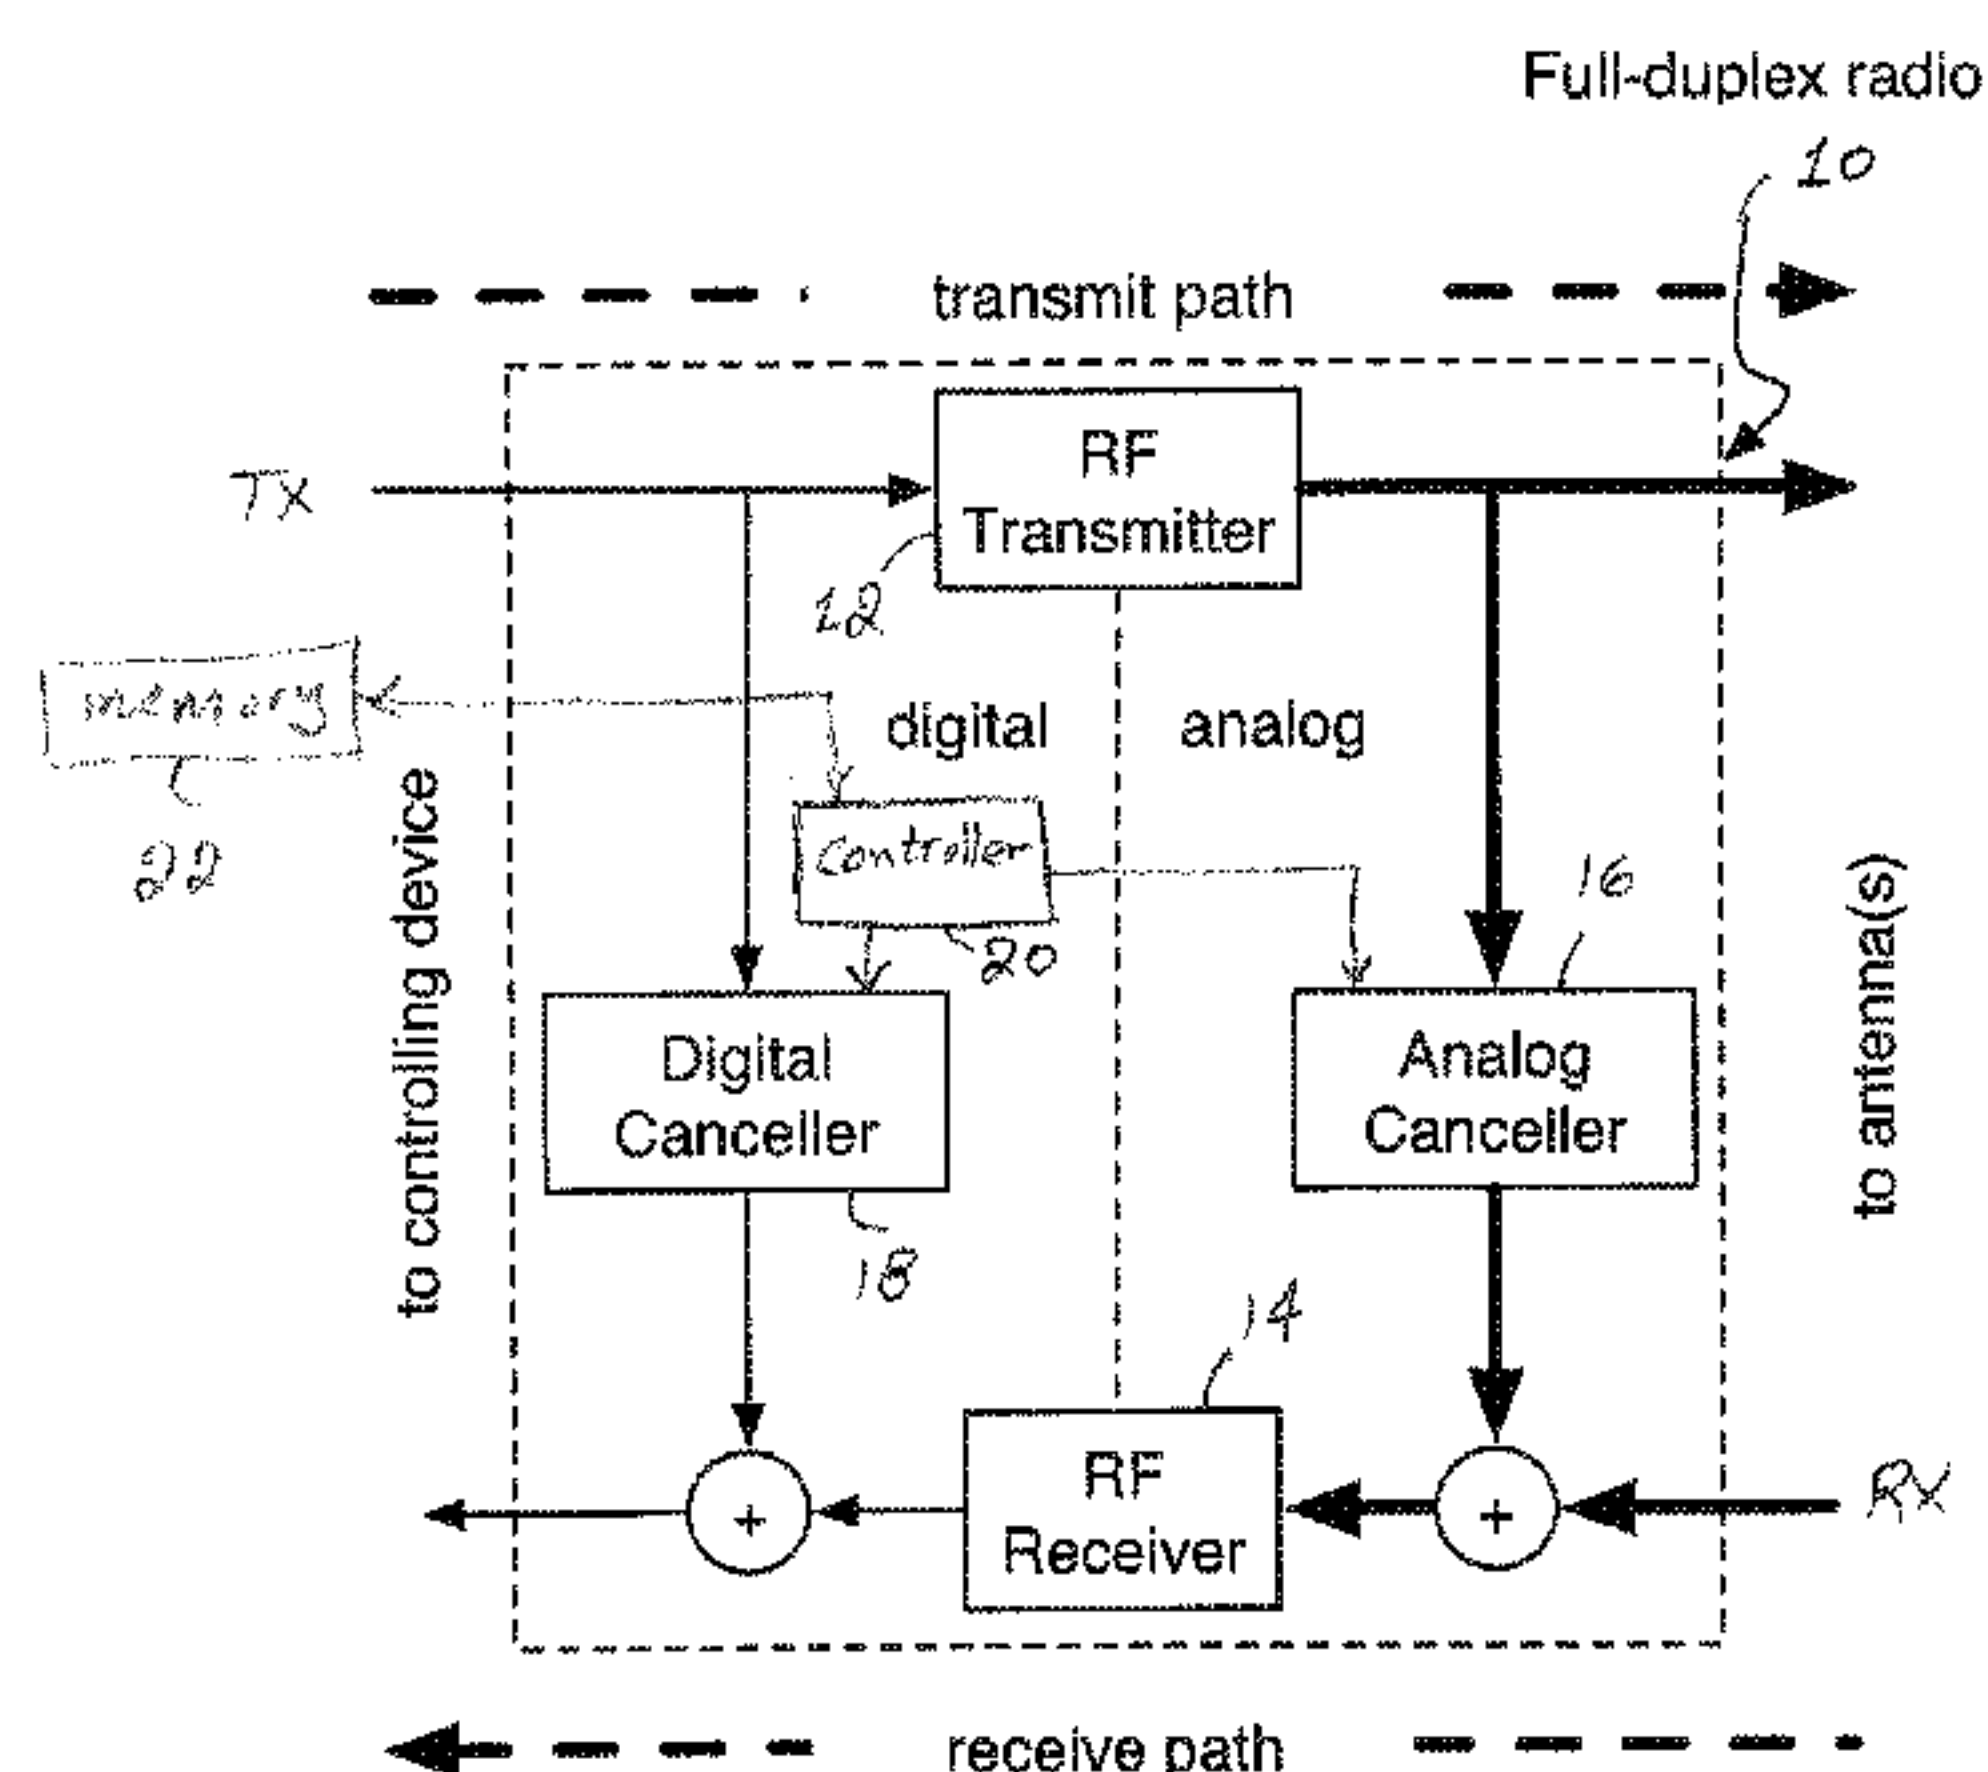 Full-duplex radio
10
transmit path
TX
RF
Transmitter
12
memory
22
digital
analog
controller
20
16
to controlling device
to antenna(s)
Digital
Canceller
18
Analog
Canceller
14
+
RF
Receiver
+
RX
receive path